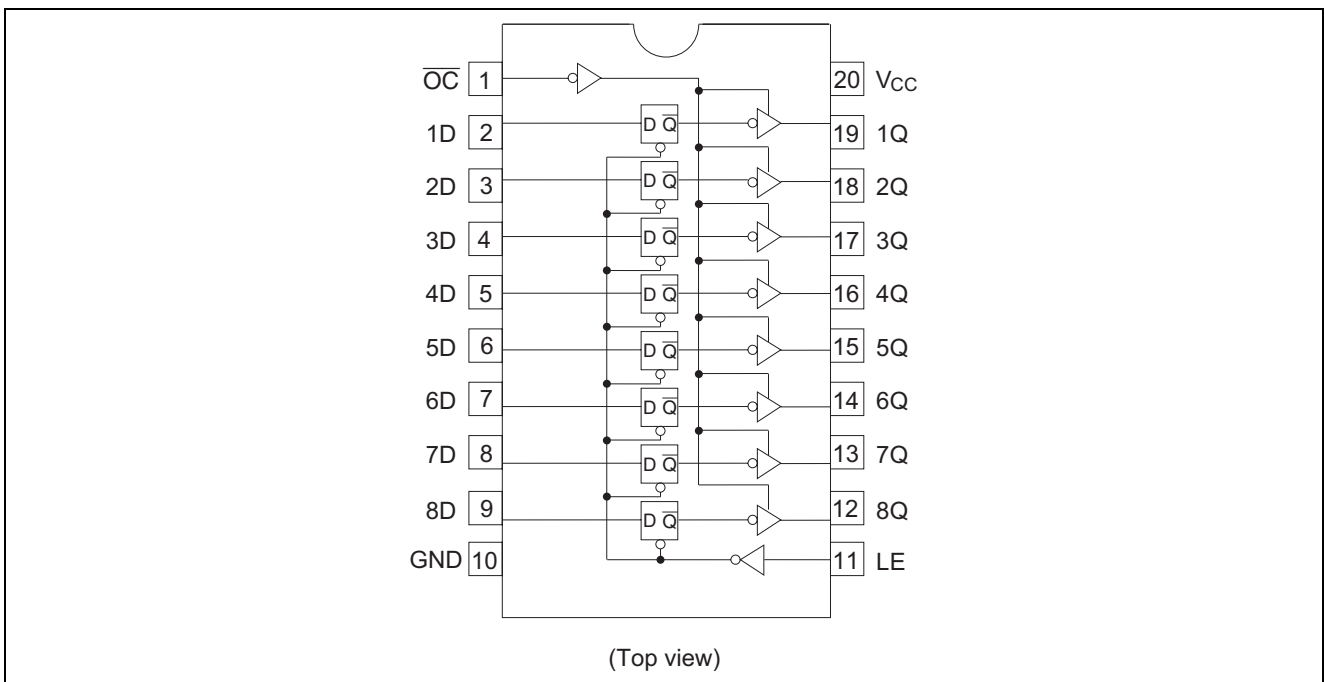 O̅C̅ 1 20 VCC
1D 2 D Q̅ 19 1Q
2D 3 D Q̅ 18 2Q
3D 4 D Q̅ 17 3Q
4D 5 D Q̅ 16 4Q
5D 6 D Q̅ 15 5Q
6D 7 D Q̅ 14 6Q
7D 8 D Q̅ 13 7Q
8D 9 D Q̅ 12 8Q
GND 10 11 LE
(Top view)